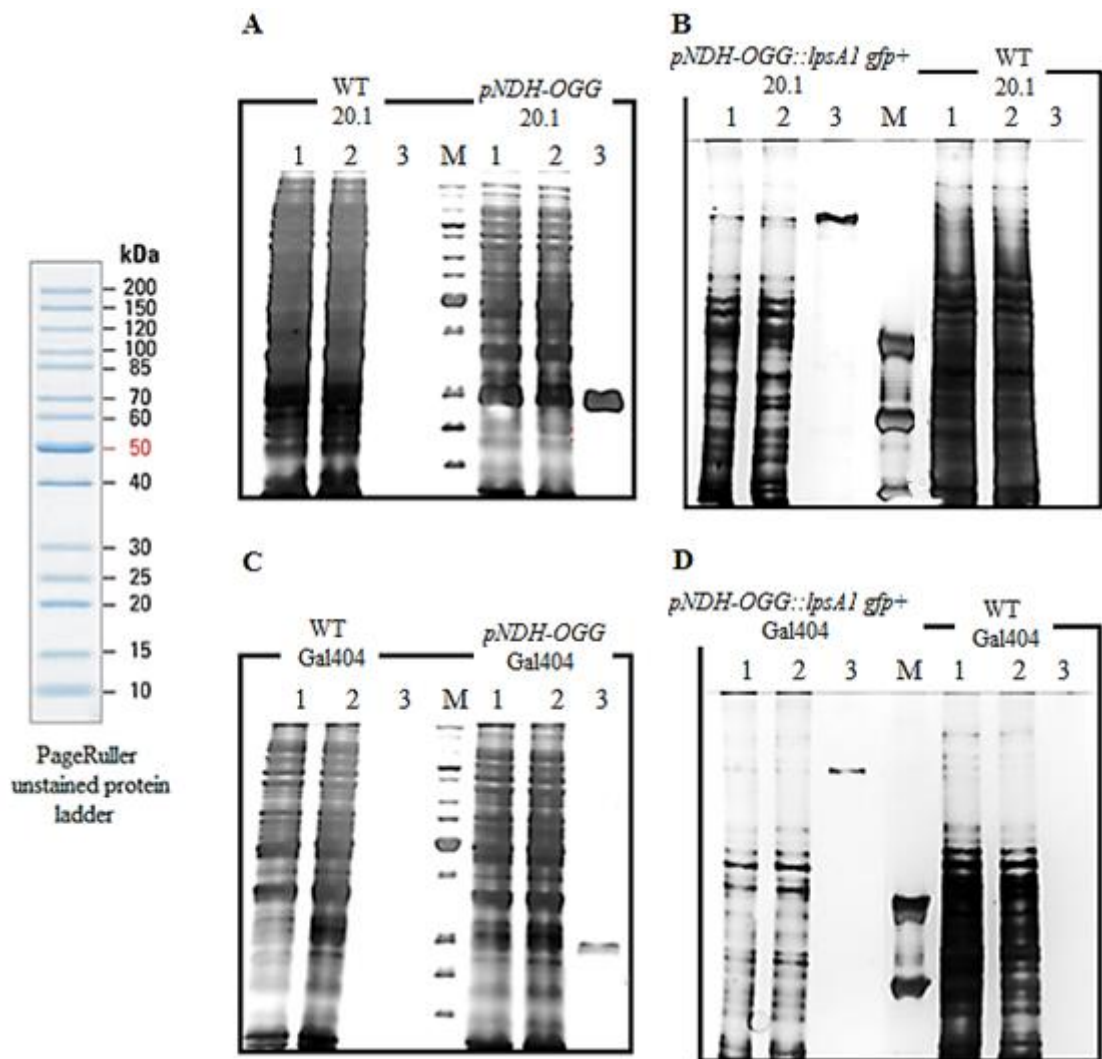 A
WT
20.1
pNDH-OGG
20.1
1 2 3 M 1 2 3
B
pNDH-OGG::lpsA1 gfp+
20.1
WT
20.1
1 2 3 M 1 2 3
kDa
200
150
120
100
85
70
60
50
40
30
25
20
15
10
PageRuller
unstained protein
ladder
C
WT
Gal404
pNDH-OGG
Gal404
1 2 3 M 1 2 3
D
pNDH-OGG::lpsA1 gfp+
Gal404
WT
Gal404
1 2 3 M 1 2 3